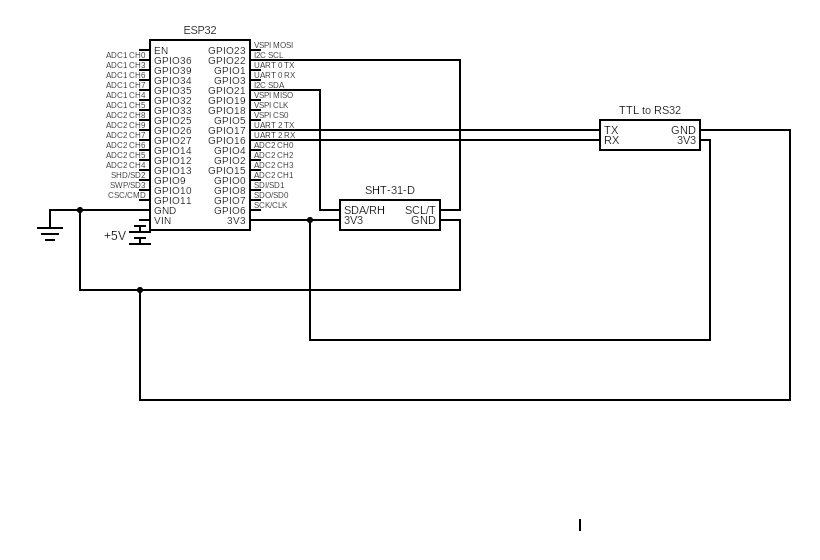 ESP32
EN GPIO23 VSPI MOSI
ADC1 CH0 GPIO36 GPIO22 I2C SCL
ADC1 CH3 GPIO39 GPIO1 UART 0 TX
ADC1 CH6 GPIO34 GPIO3 UART 0 RX
ADC1 CH7 GPIO35 GPIO21 I2C SDA
ADC1 CH4 GPIO32 GPIO19 VSPI MISO
ADC1 CH5 GPIO33 GPIO18 VSPI CLK
ADC2 CH8 GPIO25 GPIO5 VSPI CS0
ADC2 CH9 GPIO26 GPIO17 UART 2 TX
ADC2 CH7 GPIO27 GPIO16 UART 2 RX
ADC2 CH6 GPIO14 GPIO4 ADC2 CH0
ADC2 CH5 GPIO12 GPIO2 ADC2 CH2
ADC2 CH4 GPIO13 GPIO15 ADC2 CH3
SHD/SD2 GPIO9 GPIO0 ADC2 CH1
SWP/SD3 GPIO10 GPIO8 SDI/SD1
CSC/CMD GPIO11 GPIO7 SDO/SD0
GND GPIO6 SCK/CLK
VIN 3V3
+5V
SHT-31-D
SDA/RH SCL/T
3V3 GND
TTL to RS32
TX GND
RX 3V3